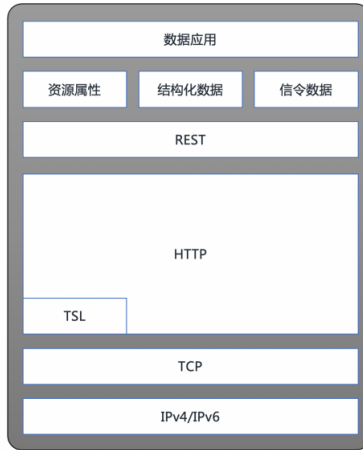 数据应用
资源属性 结构化数据 信令数据
REST
HTTP
TSL
TCP
IPv4/IPv6